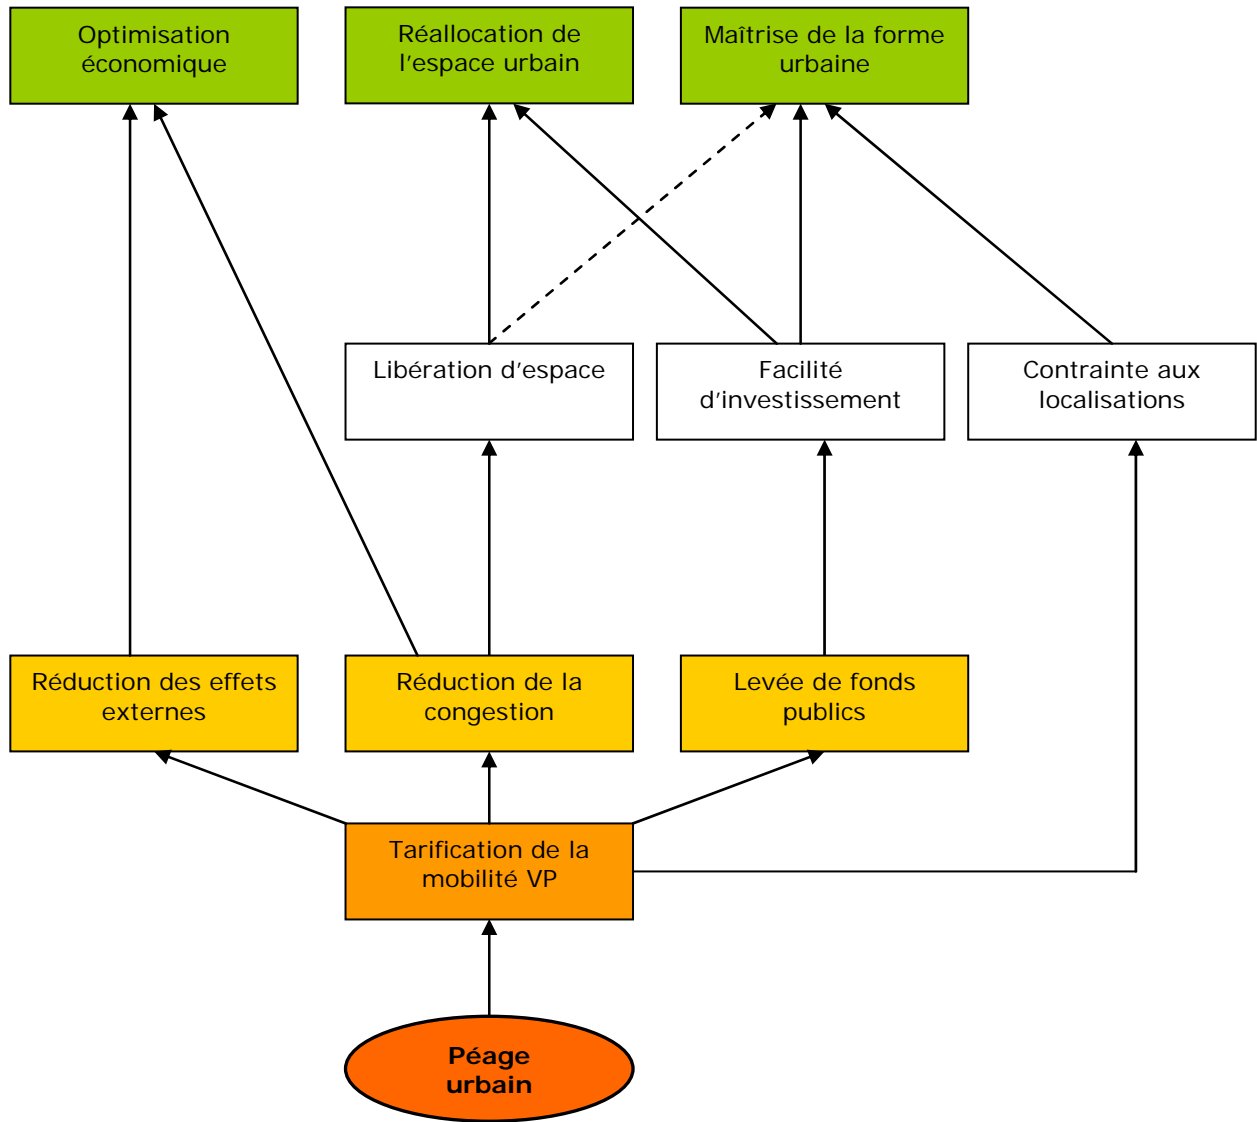 Optimisation
économique
Réallocation de
l'espace urbain
Maîtrise de la forme
urbaine
Libération d'espace
Facilité
d'investissement
Contrainte aux
localisations
Réduction des effets
externes
Réduction de la
congestion
Levée de fonds
publics
Tarification de la
mobilité VP
Péage
urbain